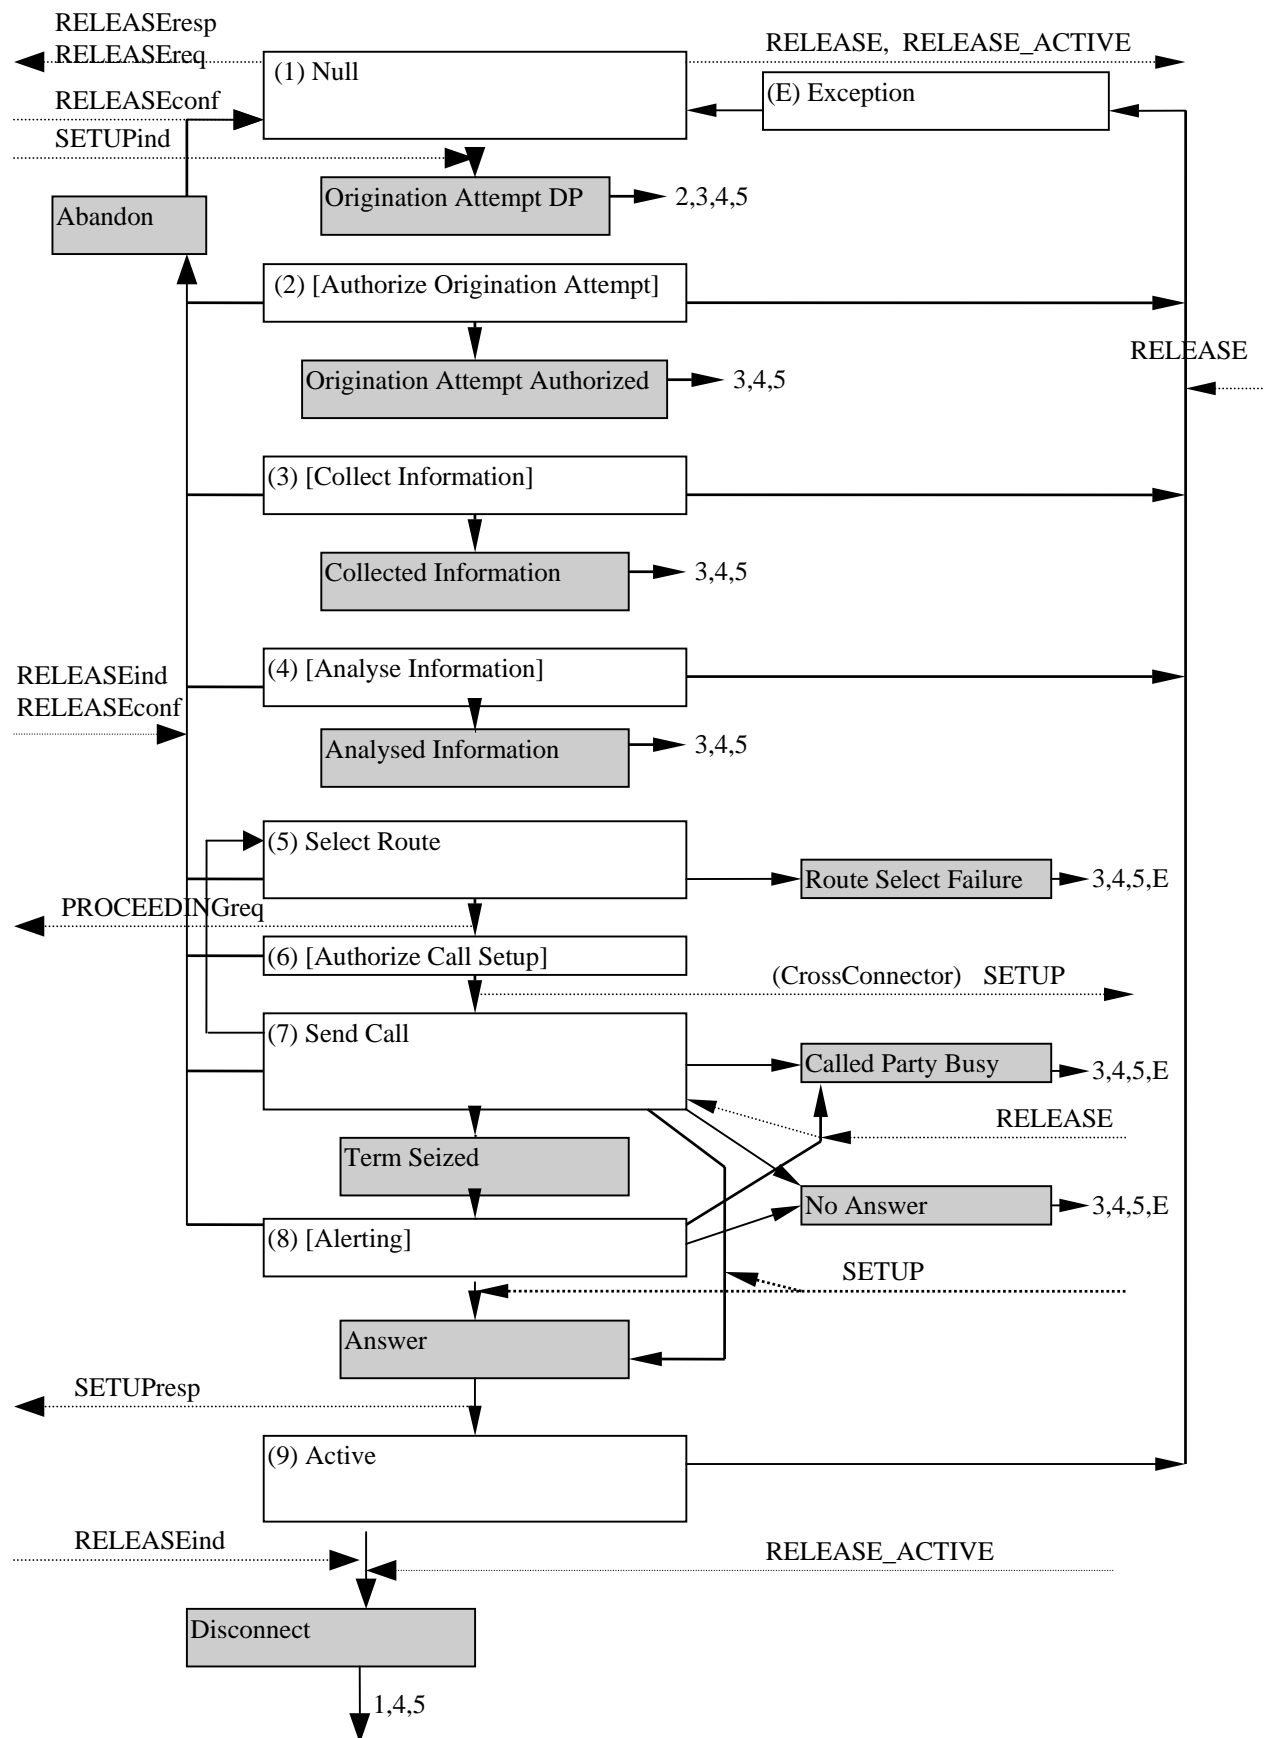 RELEASEresp
RELEASEreq
RELEASE, RELEASE_ACTIVE
(1) Null
(E) Exception
RELEASEconf
SETUPind
Origination Attempt DP
2,3,4,5
Abandon
(2) [Authorize Origination Attempt]
RELEASE
Origination Attempt Authorized
3,4,5
(3) [Collect Information]
Collected Information
3,4,5
RELEASEind
RELEASEconf
(4) [Analyse Information]
Analysed Information
3,4,5
(5) Select Route
Route Select Failure
3,4,5,E
PROCEEDINGreq
(6) [Authorize Call Setup]
(CrossConnector) SETUP
(7) Send Call
Called Party Busy
3,4,5,E
RELEASE
Term Seized
No Answer
3,4,5,E
(8) [Alerting]
SETUP
Answer
SETUPresp
(9) Active
RELEASEind
RELEASE_ACTIVE
Disconnect
1,4,5